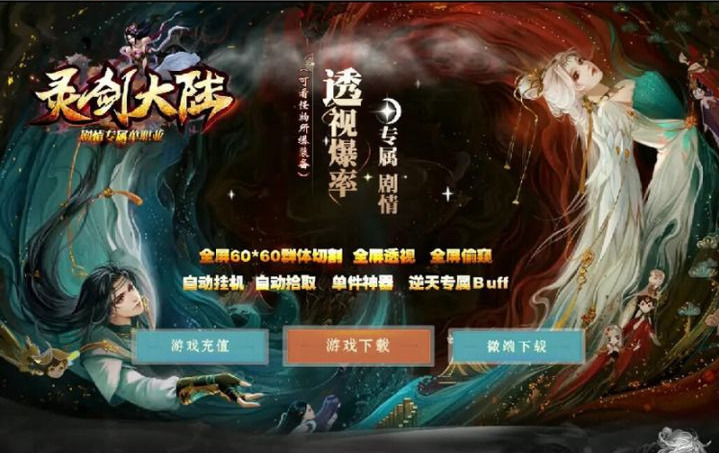 灵剑大陆
剧情专属单职业
(可看怪物所爆装备)
透视爆率
专属 剧情
全屏60*60群体切割 全屏透视 全屏偷窥
自动挂机 自动拾取 单件神器 逆天专属Buff
游戏充值
游戏下载
微端下载